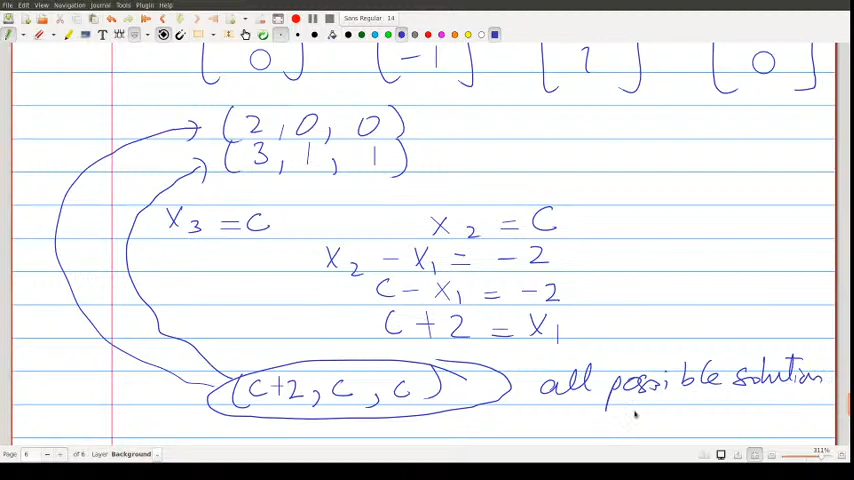 File Edit View Navigation Journal Tools Plugin Help
Sans Regular 14
[0] [-1] [1] [0]
(2, 0, 0)
(3, 1, 1)
x₃ = C x₂ = C
x₂ - x₁ = -2
C - x₁ = -2
C + 2 = x₁
(C+2, C, C) all possible solution
Page 6 of 6 Layer Background 311%